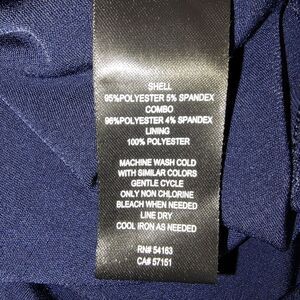 SHELL
95%POLYESTER 5% SPANDEX
COMBO
96%POLYESTER 4% SPANDEX
LINING
100% POLYESTER
MACHINE WASH COLD
WITH SIMILAR COLORS
GENTLE CYCLE
ONLY NON CHLORINE
BLEACH WHEN NEEDED
LINE DRY
COOL IRON AS NEEDED
RN# 54163
CA# 57151